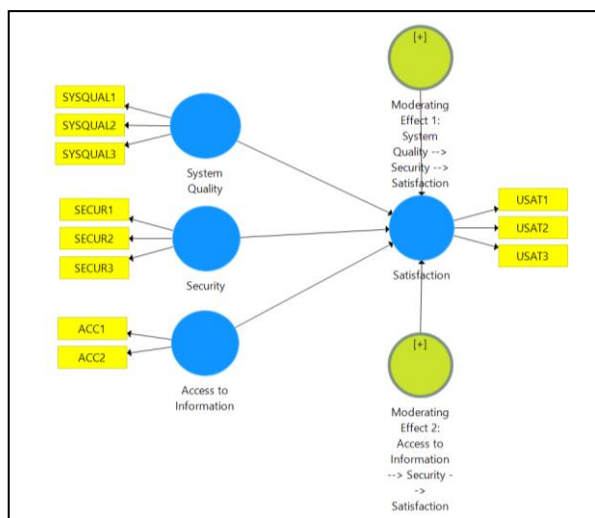 [+]
Moderating
Effect 1:
System
Quality -->
Security -->
Satisfaction
SYSQUAL1
SYSQUAL2
SYSQUAL3
System
Quality
SECUR1
SECUR2
SECUR3
Security
ACC1
ACC2
Access to
Information
Satisfaction
USAT1
USAT2
USAT3
[+]
Moderating
Effect 2:
Access to
Information
--> Security -
->
Satisfaction